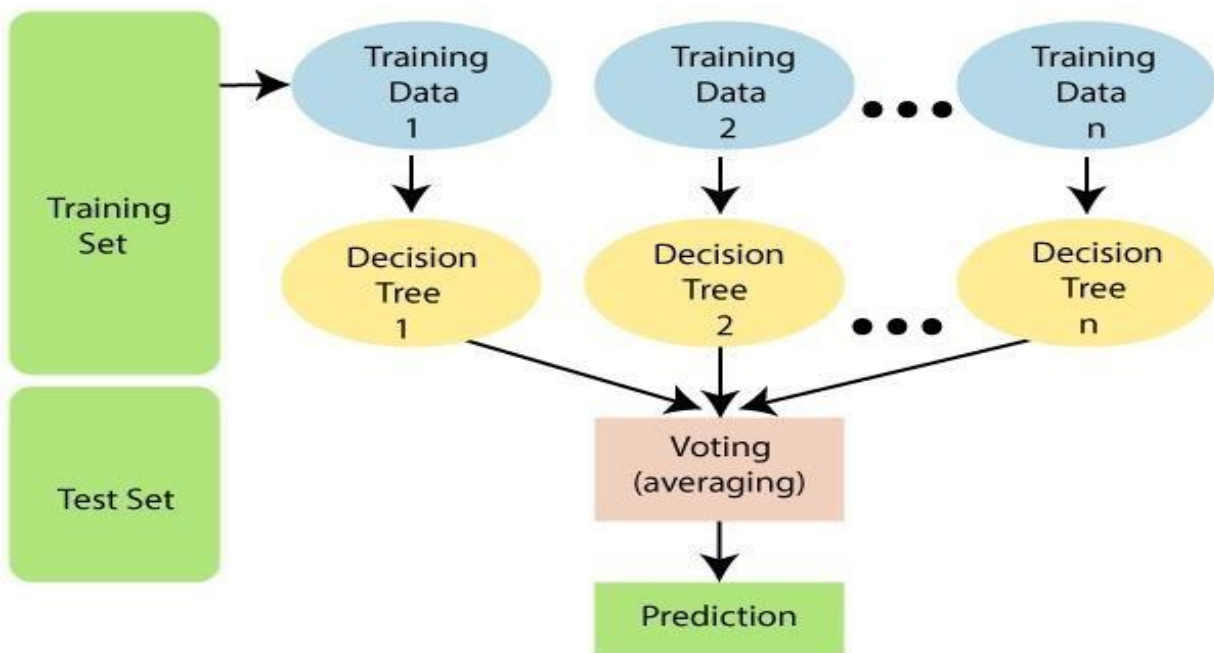 Training
Set
Test Set
Training
Data
1
Training
Data
2
Training
Data
n
Decision
Tree
1
Decision
Tree
2
Decision
Tree
n
Voting
(averaging)
Prediction